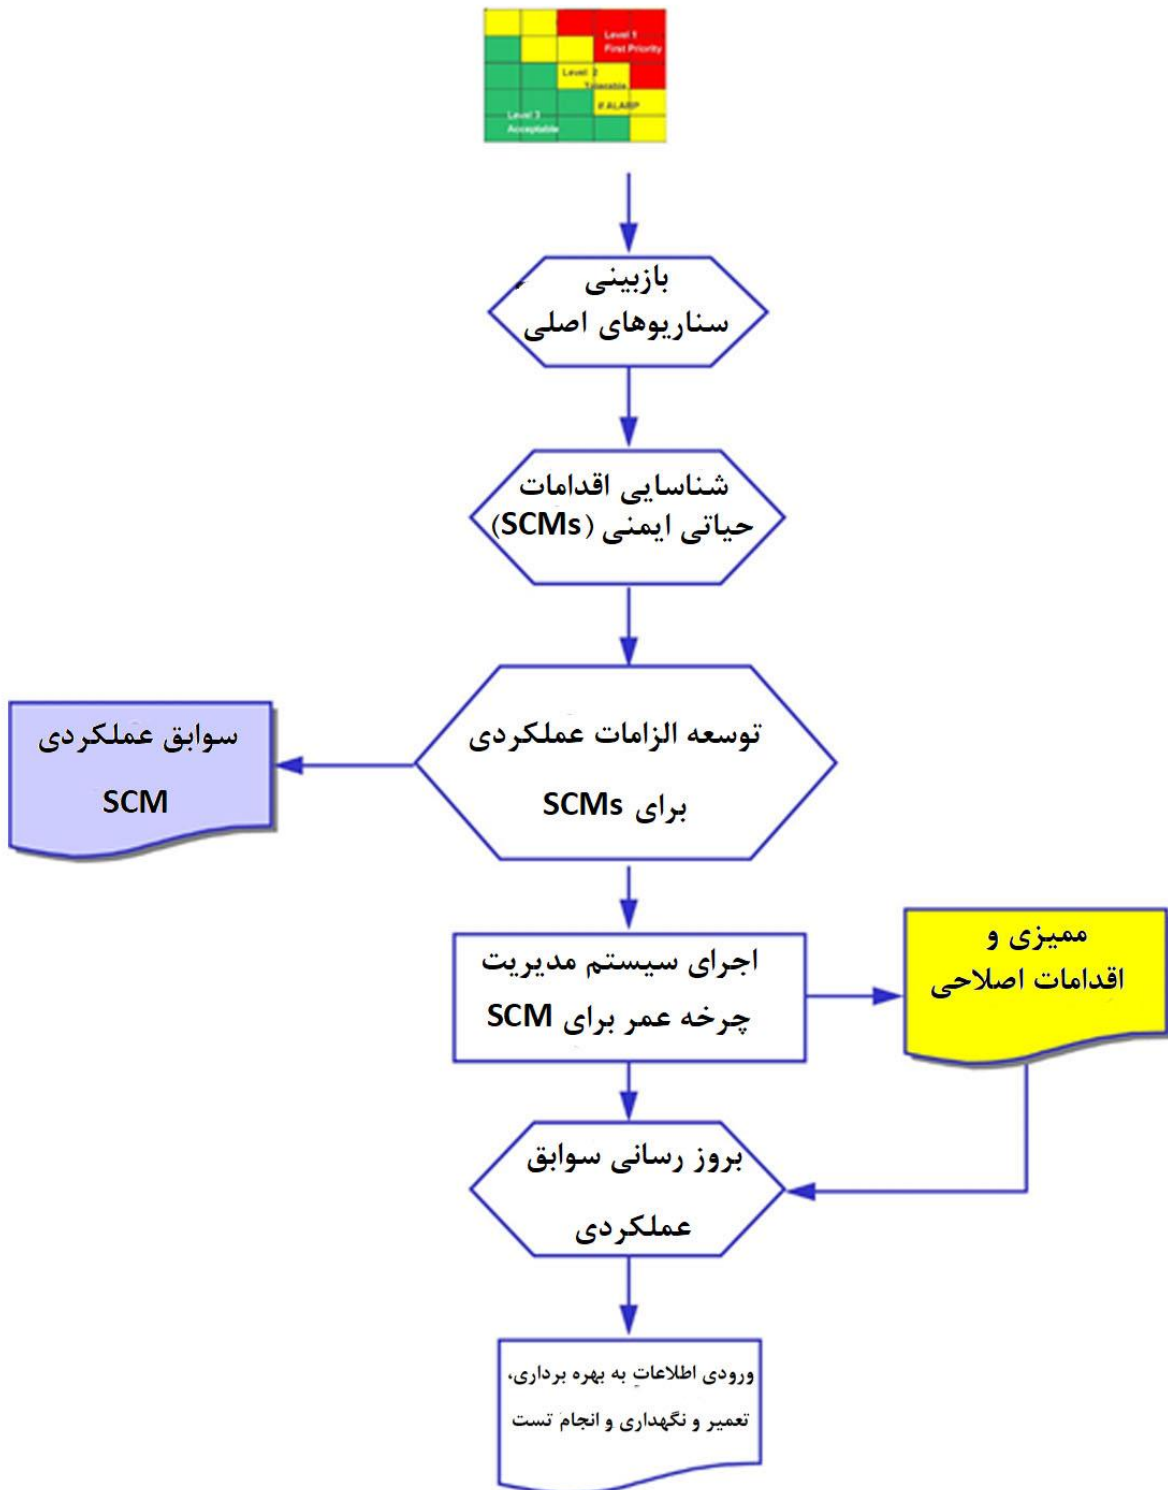 Level 1
First Priority
Level 2
Tolerable
if ALARP
Level 3
Acceptable
بازبینی
سناریوهای اصلی
شناسایی اقدامات
حیاتی ایمنی (SCMs)
توسعه الزامات عملکردی
برای SCMs
سوابق عملکردی
SCM
اجرای سیستم مدیریت
چرخه عمر برای SCM
ممیزی و
اقدامات اصلاحی
بروز رسانی سوابق
عملکردی
ورودی اطلاعات به بهره برداری،
تعمیر و نگهداری و انجام تست